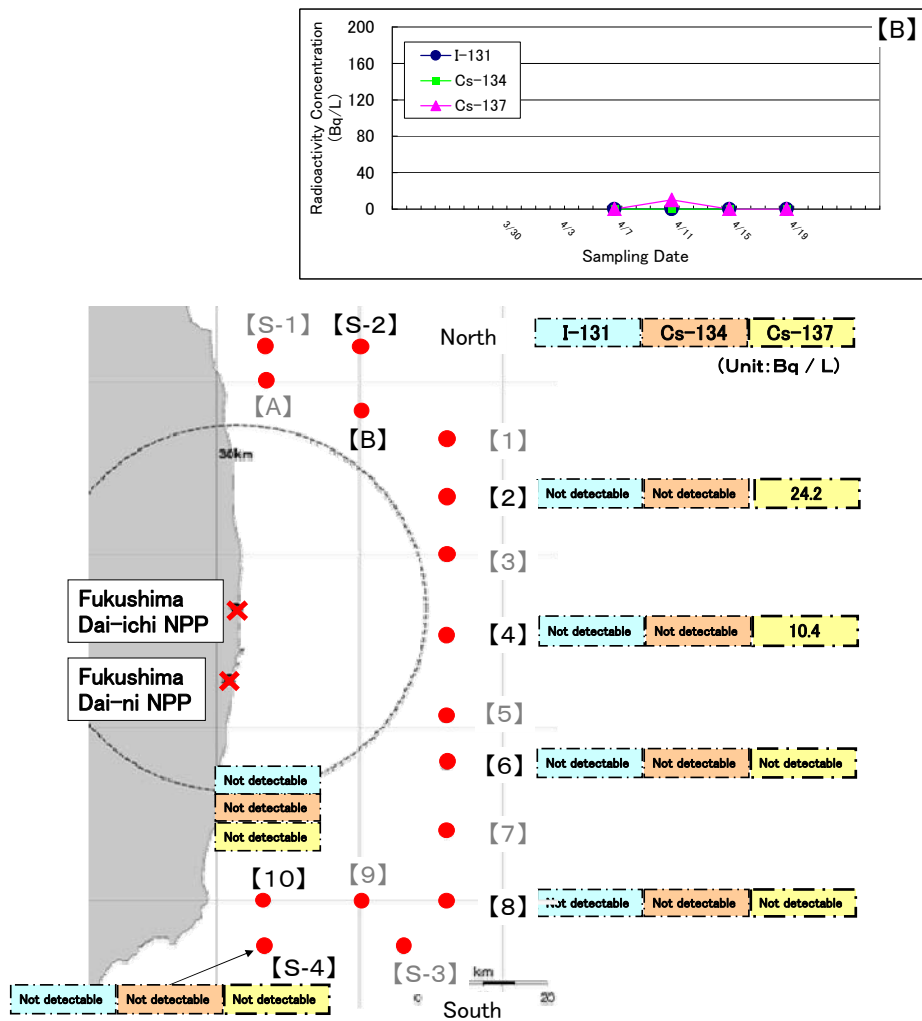 【B】
200
160
120
80
40
0
Radioactivity Concentration
(Bq/L)
I-131
Cs-134
Cs-137
3/30
4/3
4/7
4/11
4/15
4/19
Sampling Date
【S-1】
【S-2】
North
I-131
Cs-134
Cs-137
(Unit:Bq / L)
【A】
【B】
【1】
30km
【2】
Not detectable
Not detectable
24.2
【3】
Fukushima
Dai-ichi NPP
【4】
Not detectable
Not detectable
10.4
Fukushima
Dai-ni NPP
【5】
【6】
Not detectable
Not detectable
Not detectable
Not detectable
Not detectable
Not detectable
【7】
【10】
【9】
【8】
Not detectable
Not detectable
Not detectable
【S-4】
【S-3】
km
Not detectable
Not detectable
Not detectable
South
20